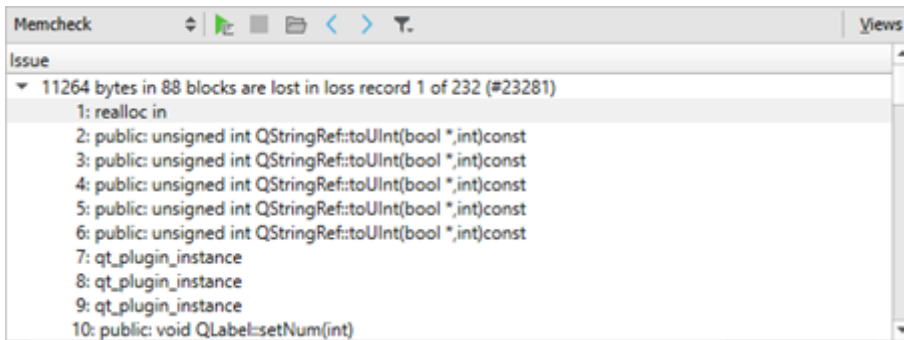 Memcheck Views
Issue
11264 bytes in 88 blocks are lost in loss record 1 of 232 (#23281)
1: realloc in
2: public: unsigned int QStringRef::toUInt(bool *,int)const
3: public: unsigned int QStringRef::toUInt(bool *,int)const
4: public: unsigned int QStringRef::toUInt(bool *,int)const
5: public: unsigned int QStringRef::toUInt(bool *,int)const
6: public: unsigned int QStringRef::toUInt(bool *,int)const
7: qt_plugin_instance
8: qt_plugin_instance
9: qt_plugin_instance
10: public: void QLabel::setNum(int)